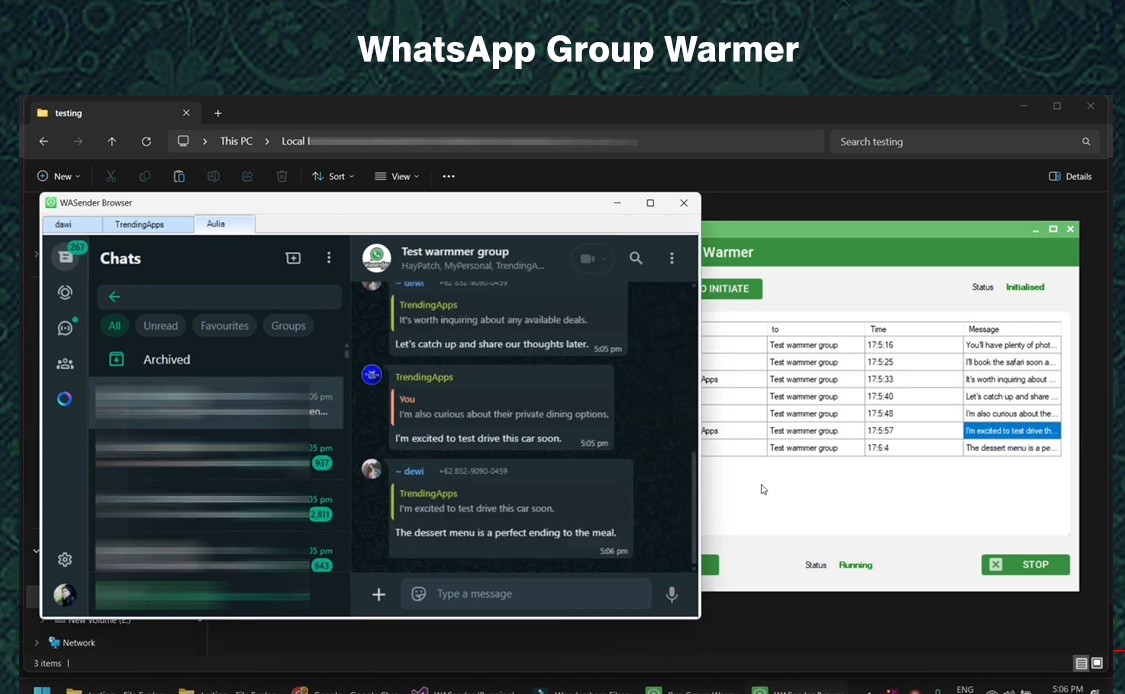 WhatsApp Group Warmer
testing
This PC
Local
Search testing
New
Sort
View
Details
WASender Browser
dawi
TrendingApps
Aulia
267
Chats
All
Unread
Favourites
Groups
Archived
06 pm
en...
05 pm
937
05 pm
2,811
05 pm
643
Test warmmer group
HayPatch, MyPersonal, TrendingA...
~ dewi +62 852-9090-0459
TrendingApps
It's worth inquiring about any available deals.
Let's catch up and share our thoughts later.
5:05 pm
TrendingApps
You
I'm also curious about their private dining options.
I'm excited to test drive this car soon.
5:05 pm
~ dewi +62 852-9090-0459
TrendingApps
I'm excited to test drive this car soon.
The dessert menu is a perfect ending to the meal.
5:06 pm
Type a message
Warmer
O INITIATE
Status Initialised
to Time Message
Test wammer group 17:5:16 You'll have plenty of phot...
Test wammer group 17:5:25 I'll book the safari soon a...
Apps Test wammer group 17:5:33 It's worth inquiring about ...
Test wammer group 17:5:40 Let's catch up and share ...
Test wammer group 17:5:48 I'm also curious about the...
Apps Test wammer group 17:5:57 I'm excited to test drive th...
Test wammer group 17:6:4 The dessert menu is a pe...
Status Running
STOP
New Volume (E:)
Network
3 items
ENG
5:06 PM